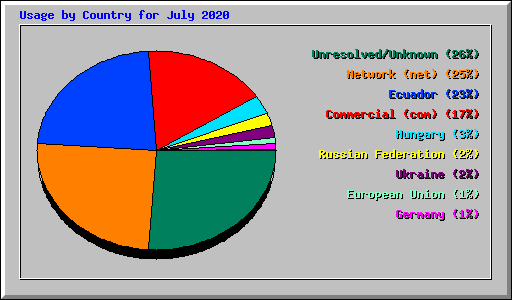 Usage by Country for July 2020
Unresolved/Unknown (26%)
Network (net) (25%)
Ecuador (23%)
Commercial (com) (17%)
Hungary (3%)
Russian Federation (2%)
Ukraine (2%)
European Union (1%)
Germany (1%)